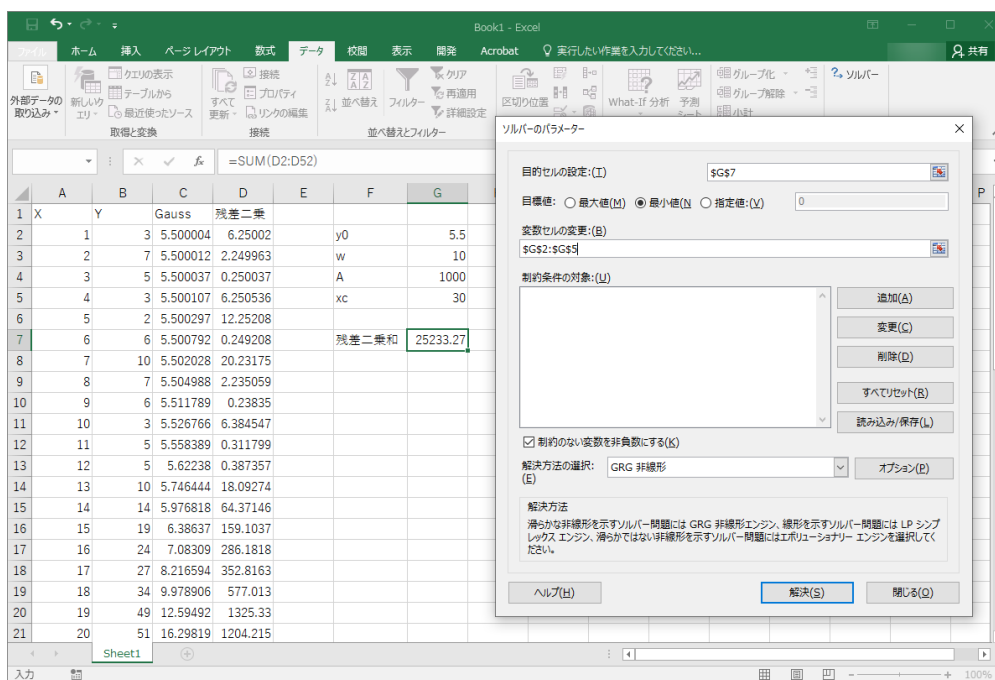 Book1 - Excel
ファイル ホーム 挿入 ページ レイアウト 数式 データ 校閲 表示 開発 Acrobat 実行したい作業を入力してください... 共有
外部データの取り込み
新しいクエリ
クエリの表示
テーブルから
最近使ったソース
取得と変換
すべて更新
接続
プロパティ
リンクの編集
接続
並べ替え
フィルター
クリア
再適用
詳細設定
並べ替えとフィルター
区切り位置
What-If 分析
予測シート
グループ化
グループ解除
小計
ソルバー
fx =SUM(D2:D52)
A B C D E F G P
1 X Y Gauss 残差二乗
2 1 3 5.500004 6.25002 y0 5.5
3 2 7 5.500012 2.249963 w 10
4 3 5 5.500037 0.250037 A 1000
5 4 3 5.500107 6.250536 xc 30
6 5 2 5.500297 12.25208
7 6 6 5.500792 0.249208 残差二乗和 25233.27
8 7 10 5.502028 20.23175
9 8 7 5.504988 2.235059
10 9 6 5.511789 0.23835
11 10 3 5.526766 6.384547
12 11 5 5.558389 0.311799
13 12 5 5.62238 0.387357
14 13 10 5.746444 18.09274
15 14 14 5.976818 64.37146
16 15 19 6.38637 159.1037
17 16 24 7.08309 286.1818
18 17 27 8.216594 352.8163
19 18 34 9.978906 577.013
20 19 49 12.59492 1325.33
21 20 51 16.29819 1204.215
Sheet1
入力
100%
ソルバーのパラメーター
目的セルの設定:(T) $G$7
目標値: 最大値(M) 最小値(N 指定値:(V) 0
変数セルの変更:(B)
$G$2:$G$5
制約条件の対象:(U)
追加(A)
変更(C)
削除(D)
すべてリセット(R)
読み込み/保存(L)
制約のない変数を非負数にする(K)
解決方法の選択: GRG 非線形 オプション(P)
(E)
解決方法
滑らかな非線形を示すソルバー問題には GRG 非線形エンジン、線形を示すソルバー問題には LP シンプ
レックス エンジン、滑らかではない非線形を示すソルバー問題にはエボリューショナリー エンジンを選択してく
ださい。
ヘルプ(H) 解決(S) 閉じる(O)